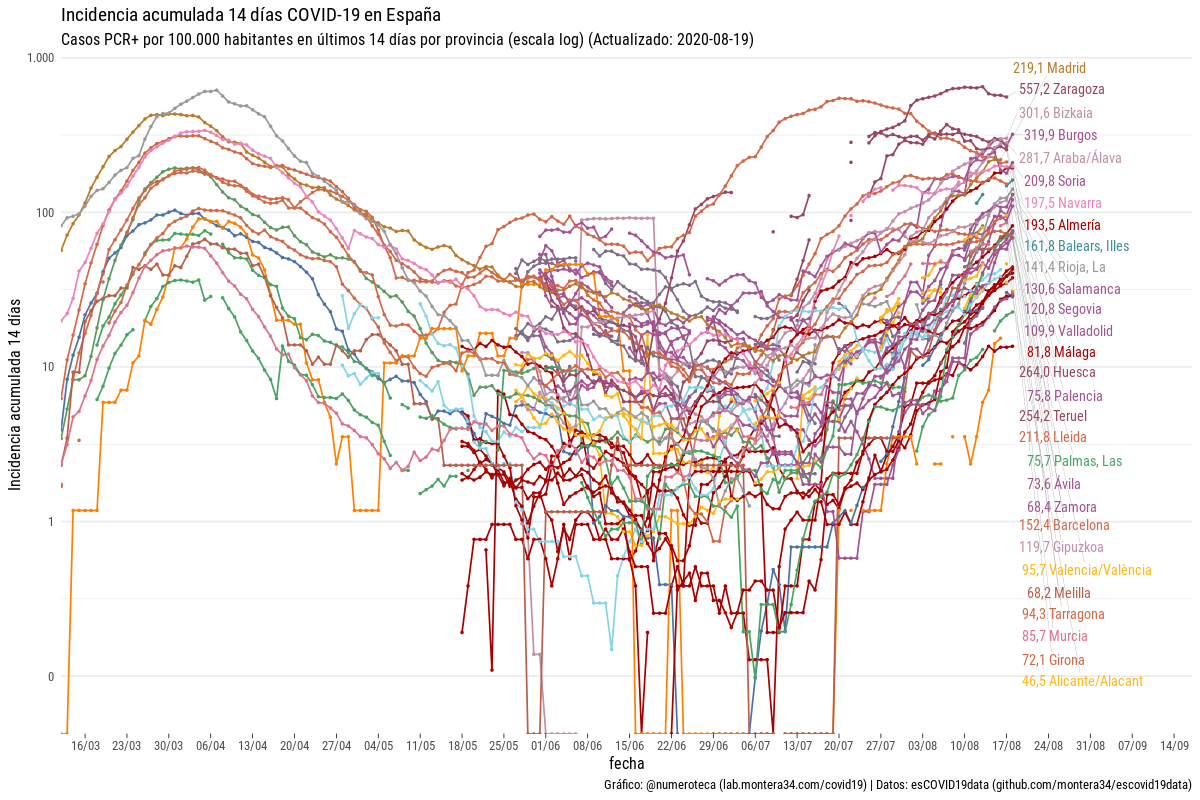 Incidencia acumulada 14 días COVID-19 en España
Casos PCR+ por 100.000 habitantes en últimos 14 días por provincia (escala log) (Actualizado: 2020-08-19)
1.000
100
10
1
0
Incidencia acumulada 14 días
219,1 Madrid
557,2 Zaragoza
301,6 Bizkaia
319,9 Burgos
281,7 Araba/Álava
209,8 Soria
197,5 Navarra
193,5 Almería
161,8 Balears, Illes
141,4 Rioja, La
130,6 Salamanca
120,8 Segovia
109,9 Valladolid
81,8 Málaga
264,0 Huesca
75,8 Palencia
254,2 Teruel
211,8 Lleida
75,7 Palmas, Las
73,6 Ávila
68,4 Zamora
152,4 Barcelona
119,7 Gipuzkoa
95,7 Valencia/València
68,2 Melilla
94,3 Tarragona
85,7 Murcia
72,1 Girona
46,5 Alicante/Alacant
16/03 23/03 30/03 06/04 13/04 20/04 27/04 04/05 11/05 18/05 25/05 01/06 08/06 15/06 22/06 29/06 06/07 13/07 20/07 27/07 03/08 10/08 17/08 24/08 31/08 07/09 14/09
fecha
Gráfico: @numeroteca (lab.montera34.com/covid19) | Datos: esCOVID19data (github.com/montera34/escovid19data)